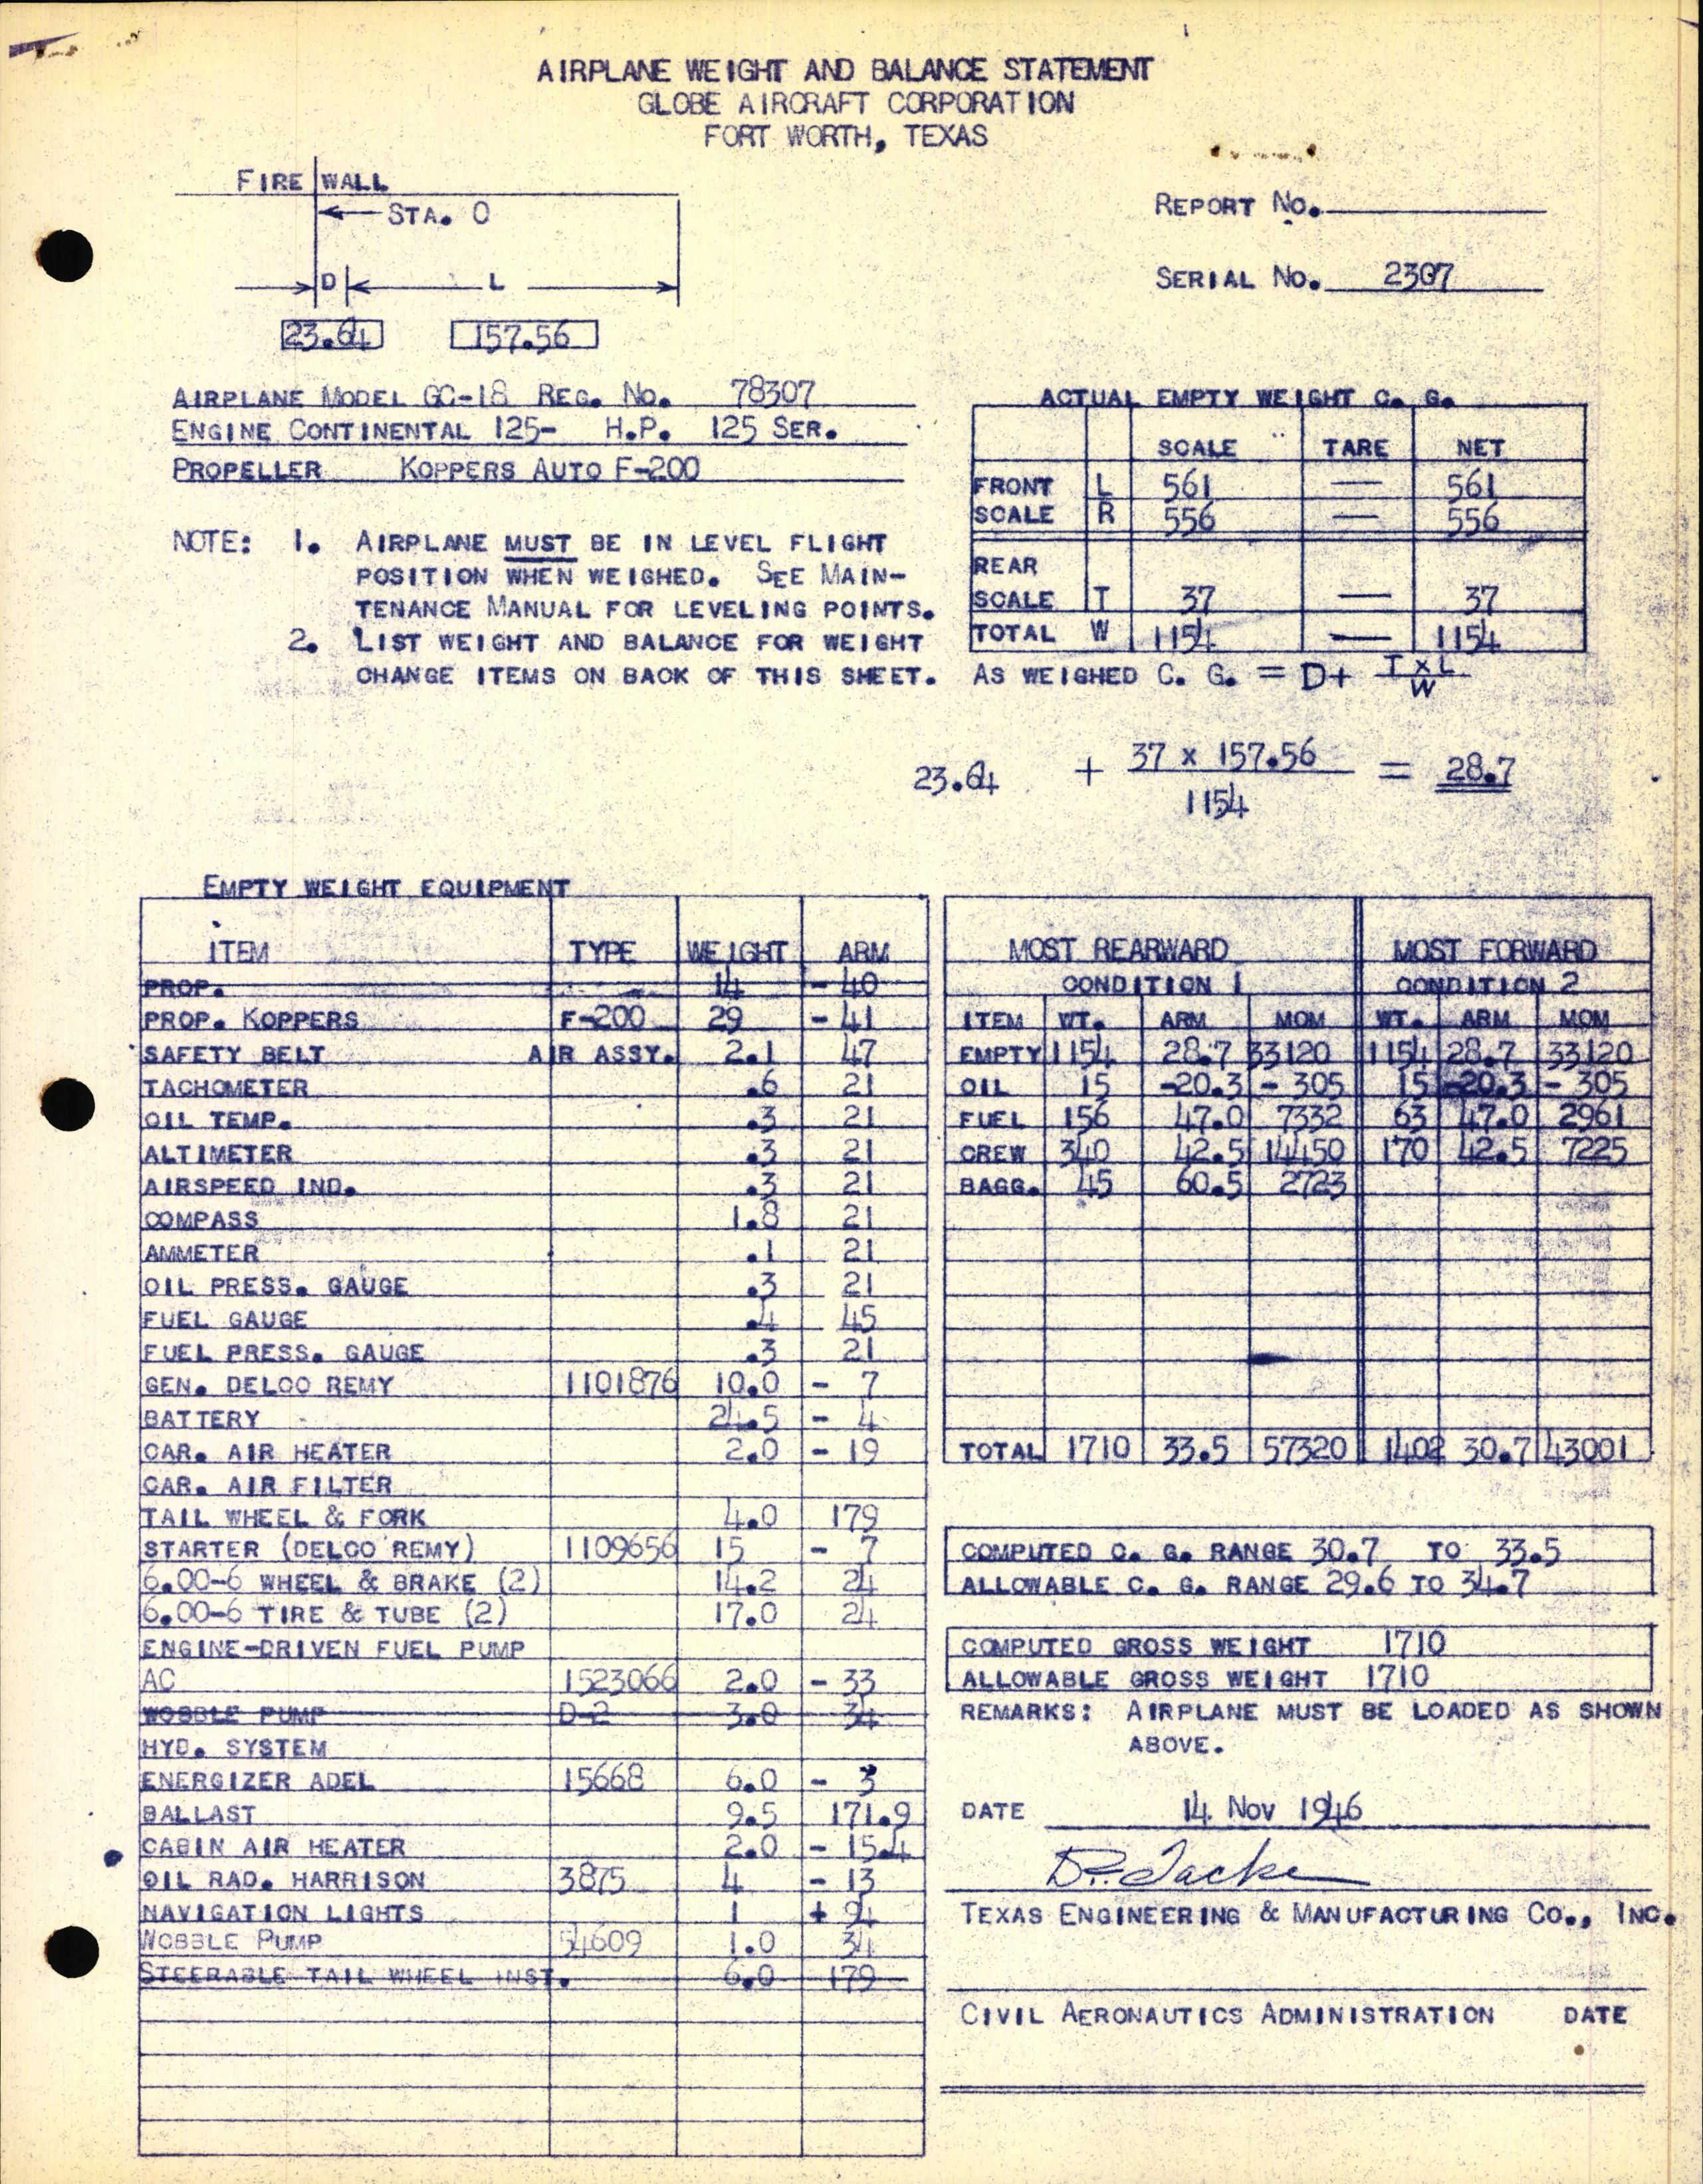 AIRPLANE WEIGHT AND BALANCE STATEMENT
GLOBE AIRCRAFT CORPORATION
FORT WORTH, TEXAS
FIRE WALL
STA. 0
D L
23.64 157.56
REPORT NO.
SERIAL NO. 2307
AIRPLANE MODEL GC-1B REG. NO. 78307
ENGINE CONTINENTAL 125- H.P. 125 SER.
PROPELLER KOPPERS AUTO F-200
NOTE: 1. AIRPLANE MUST BE IN LEVEL FLIGHT
POSITION WHEN WEIGHED. SEE MAIN-
TENANCE MANUAL FOR LEVELING POINTS.
2. LIST WEIGHT AND BALANCE FOR WEIGHT
CHANGE ITEMS ON BACK OF THIS SHEET.
ACTUAL EMPTY WEIGHT C. G.
SCALE TARE NET
FRONT L 561 — 561
SCALE R 556 — 556
REAR
SCALE T 37 — 37
TOTAL W 1154 — 1154
AS WEIGHED C. G. = D+ T x L
W
23.64 + 37 x 157.56 = 28.7
1154
EMPTY WEIGHT EQUIPMENT
ITEM TYPE WEIGHT ARM
PROP. 14 - 40
PROP. KOPPERS F-200 29 - 41
SAFETY BELT AIR ASSY. 2.1 47
TACHOMETER .6 21
OIL TEMP. .3 21
ALTIMETER .3 21
AIRSPEED IND. .3 21
COMPASS 1.8 21
AMMETER .1 21
OIL PRESS. GAUGE .3 21
FUEL GAUGE .4 45
FUEL PRESS. GAUGE .3 21
GEN. DELCO REMY 1101876 10.0 - 7
BATTERY 24.5 - 4
CAR. AIR HEATER 2.0 - 19
CAR. AIR FILTER
TAIL WHEEL & FORK 4.0 179
STARTER (DELCO REMY) 1109656 15 - 7
6.00-6 WHEEL & BRAKE (2) 14.2 24
6.00-6 TIRE & TUBE (2) 17.0 24
ENGINE-DRIVEN FUEL PUMP
AC 1523066 2.0 - 33
WOBBLE PUMP D-2 3.0 34
HYD. SYSTEM
ENERGIZER ADEL 15668 6.0 - 3
BALLAST 9.5 171.9
CABIN AIR HEATER 2.0 - 15.4
OIL RAD. HARRISON 3875 4 - 13
NAVIGATION LIGHTS 1 + 94
WOBBLE PUMP 54609 1.0 34
STEERABLE TAIL WHEEL INST. 6.0 179
MOST REARWARD MOST FORWARD
CONDITION 1 CONDITION 2
ITEM WT. ARM MOM WT. ARM MOM
EMPTY 1154 28.7 33120 1154 28.7 33120
OIL 15 -20.3 - 305 15 -20.3 - 305
FUEL 156 47.0 7332 63 47.0 2961
CREW 340 42.5 14450 170 42.5 7225
BAGG. 45 60.5 2723
TOTAL 1710 33.5 57320 1402 30.7 43001
COMPUTED C. G. RANGE 30.7 TO 33.5
ALLOWABLE C. G. RANGE 29.6 TO 34.7
COMPUTED GROSS WEIGHT 1710
ALLOWABLE GROSS WEIGHT 1710
REMARKS: AIRPLANE MUST BE LOADED AS SHOWN
ABOVE.
DATE 14 Nov 1946
TEXAS ENGINEERING & MANUFACTURING CO., INC.
CIVIL AERONAUTICS ADMINISTRATION DATE